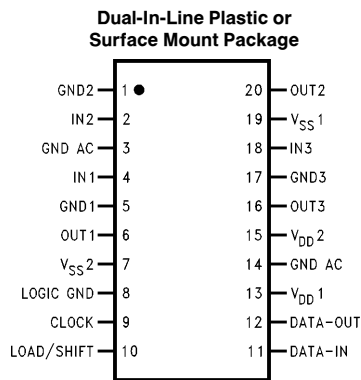 Dual-In-Line Plastic or
Surface Mount Package
GND2 1 20 OUT2
IN2 2 19 VSS1
GND AC 3 18 IN3
IN1 4 17 GND3
GND1 5 16 OUT3
OUT1 6 15 VDD2
VSS2 7 14 GND AC
LOGIC GND 8 13 VDD1
CLOCK 9 12 DATA-OUT
LOAD/SHIFT 10 11 DATA-IN